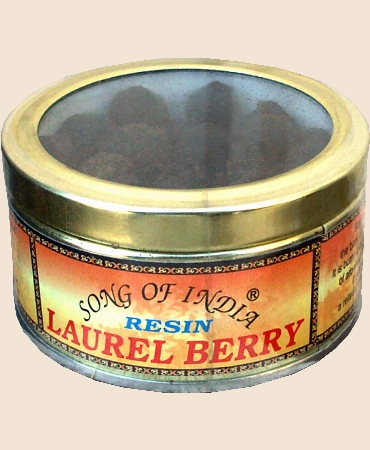 SONG OF INDIA®
RESIN
LAUREL BERRY